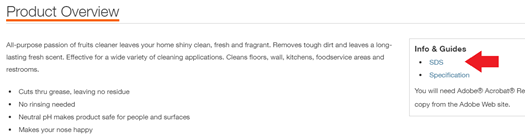 Product Overview
All-purpose passion of fruits cleaner leaves your home shiny clean, fresh and fragrant. Removes tough dirt and leaves a long-
lasting fresh scent. Effective for a wide variety of cleaning applications. Cleans floors, wall, kitchens, foodservice areas and
restrooms.
• Cuts thru grease, leaving no residue
• No rinsing needed
• Neutral pH makes product safe for people and surfaces
• Makes your nose happy
Info & Guides
• SDS
• Specification
You will need Adobe® Acrobat® Re
copy from the Adobe Web site.